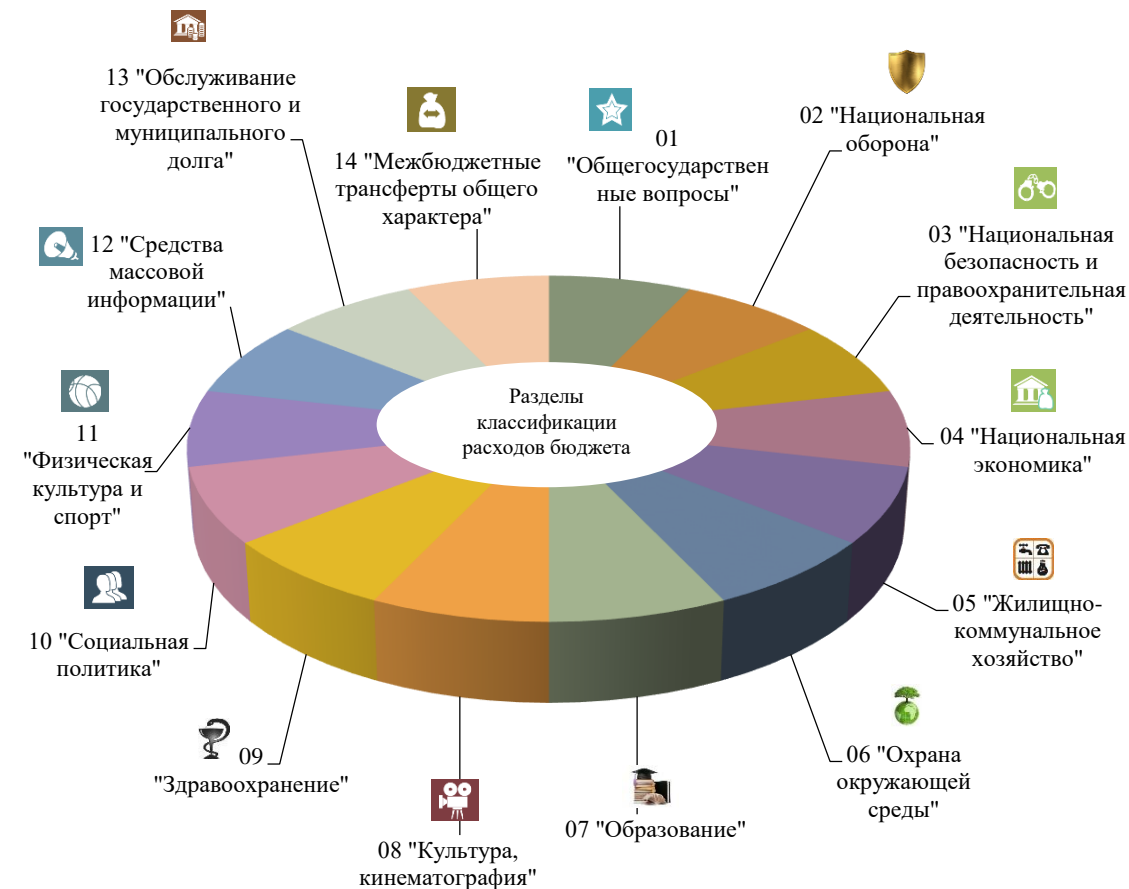 Разделы
классификации
расходов бюджета
01
"Общегосударствен
ные вопросы"
02 "Национальная
оборона"
03 "Национальная
безопасность и
правоохранительная
деятельность"
04 "Национальная
экономика"
05 "Жилищно-
коммунальное
хозяйство"
06 "Охрана
окружающей
среды"
07 "Образование"
08 "Культура,
кинематография"
09
"Здравоохранение"
10 "Социальная
политика"
11
"Физическая
культура и
спорт"
12 "Средства
массовой
информации"
13 "Обслуживание
государственного и
муниципального
долга"
14 "Межбюджетные
трансферты общего
характера"